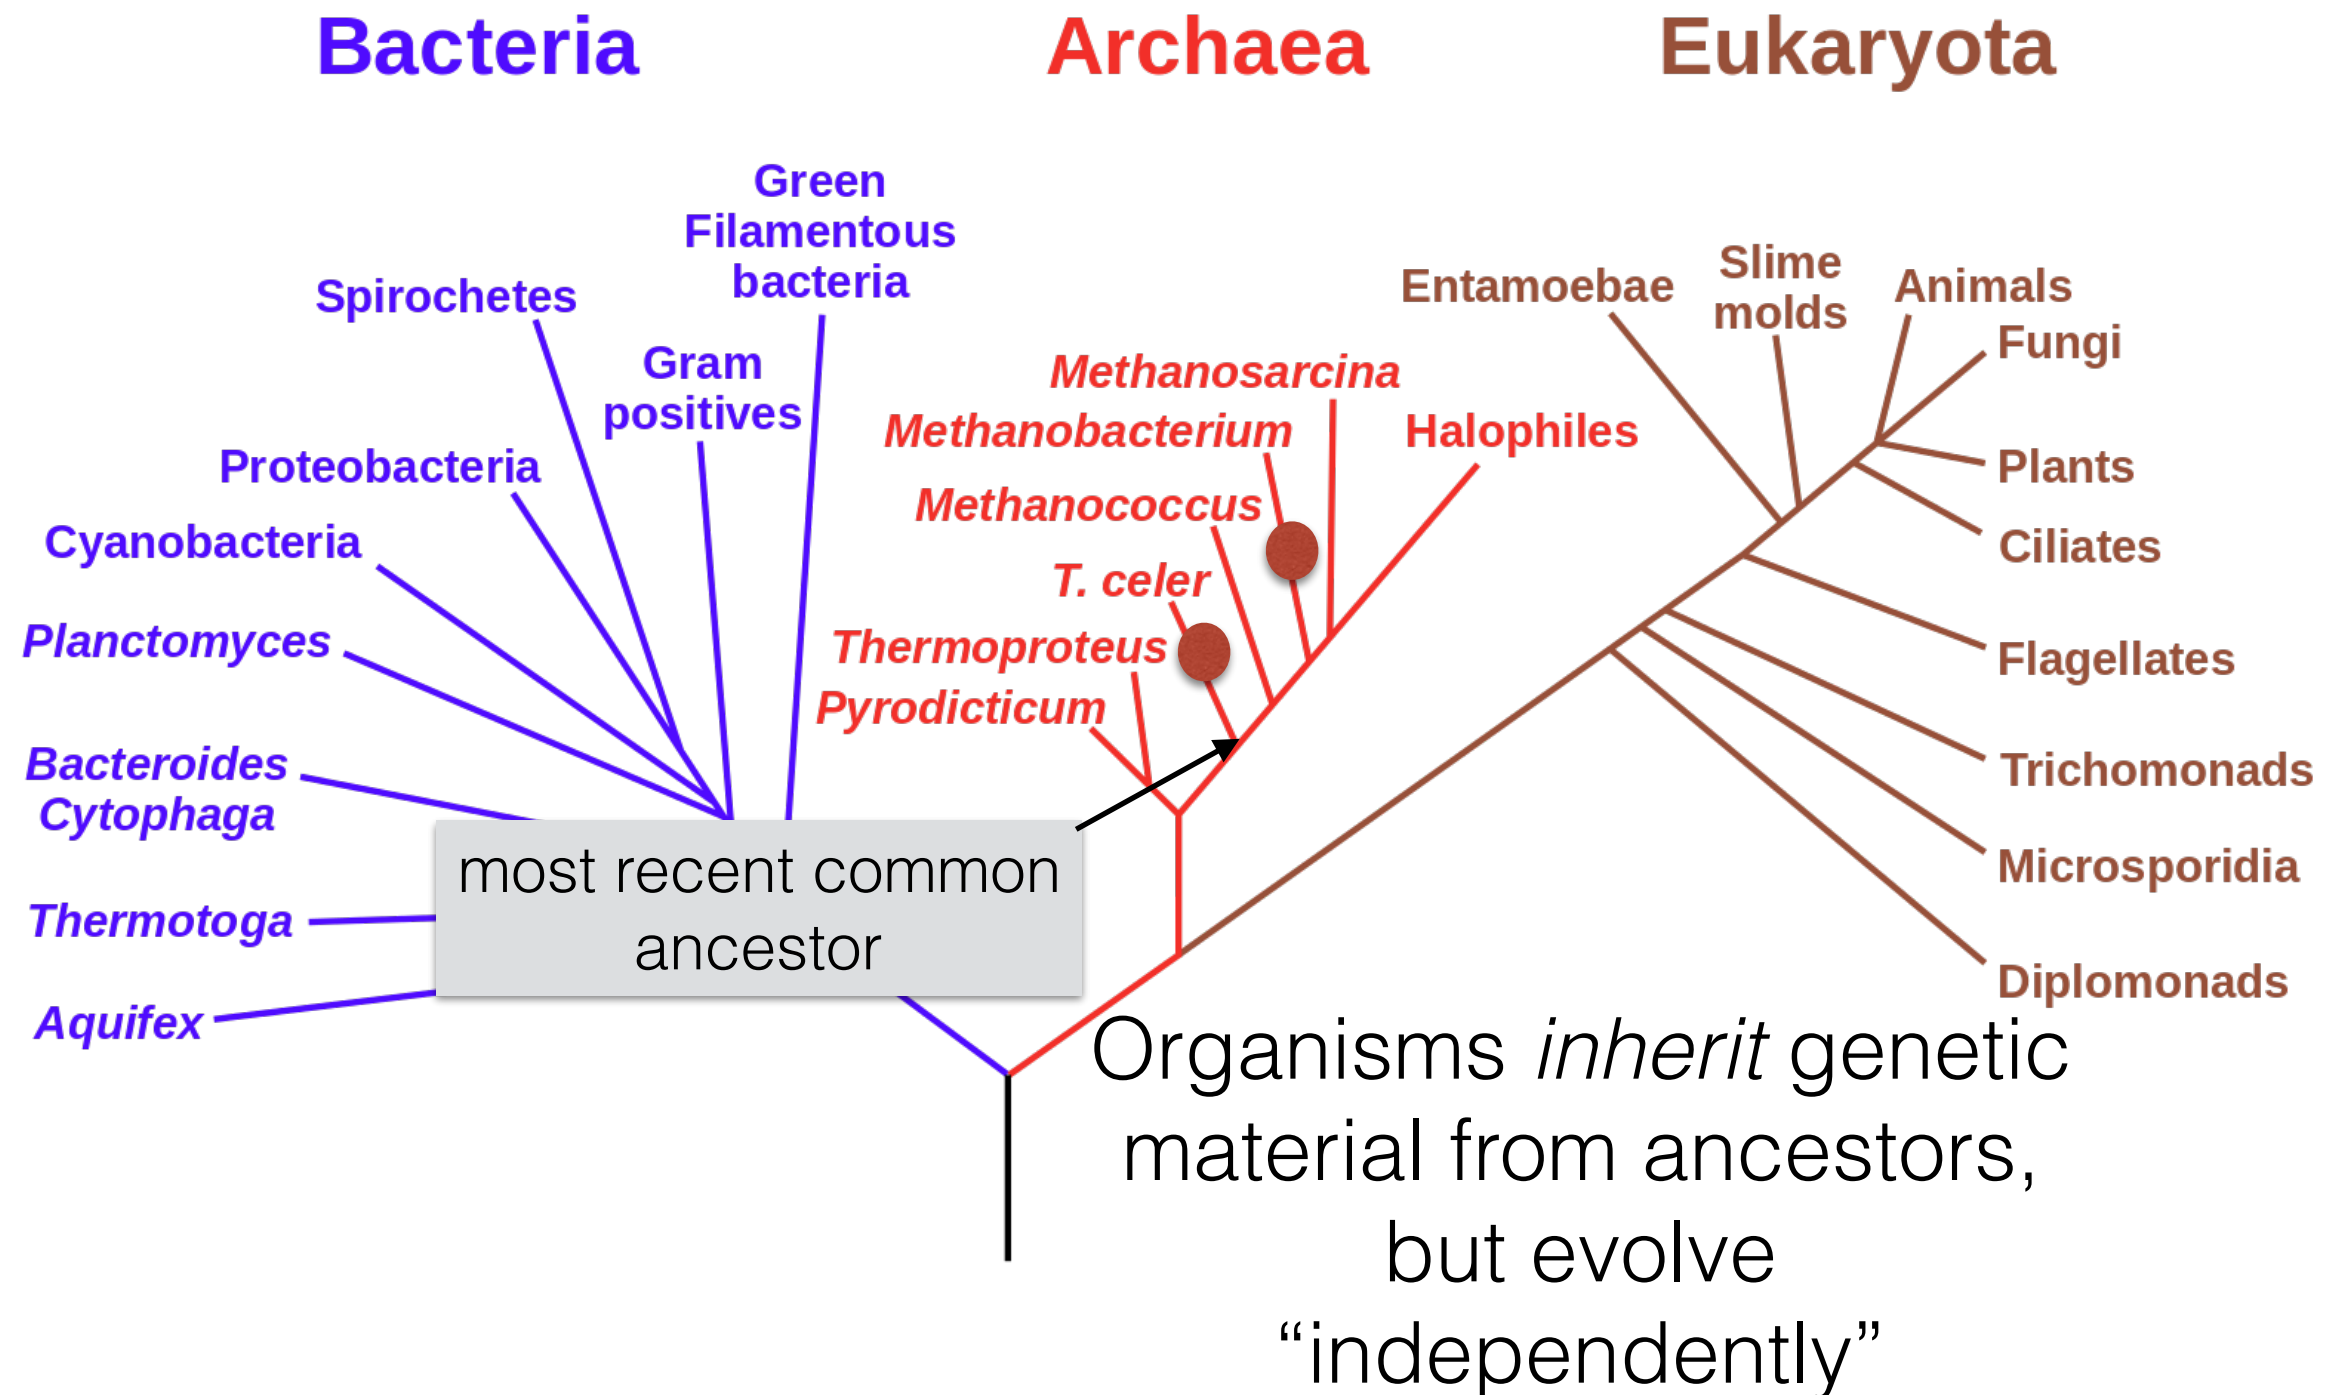 Bacteria
Archaea
Eukaryota
Green
Filamentous
bacteria
Spirochetes
Gram
positives
Proteobacteria
Cyanobacteria
Planctomyces
Bacteroides
Cytophaga
Thermotoga
Aquifex
Methanosarcina
Methanobacterium
Halophiles
Methanococcus
T. celer
Thermoproteus
Pyrodicticum
Entamoebae
Slime
molds
Animals
Fungi
Plants
Ciliates
Flagellates
Trichomonads
Microsporidia
Diplomonads
most recent common
ancestor
Organisms inherit genetic
material from ancestors,
but evolve
“independently”